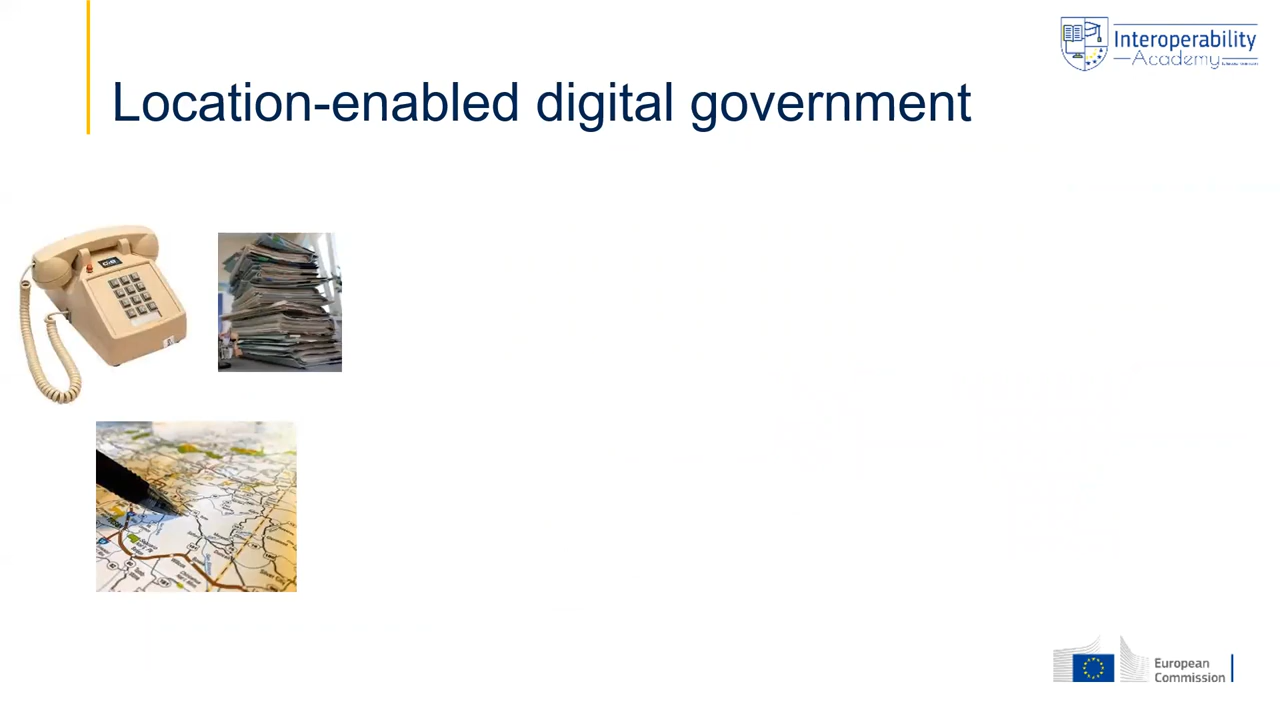 Interoperability
Academy
Location-enabled digital government
European
Commission